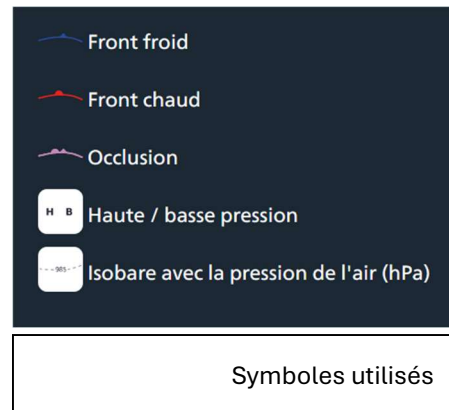 Front froid
Front chaud
Occlusion
H B Haute / basse pression
985 Isobare avec la pression de l'air (hPa)
Symboles utilisés